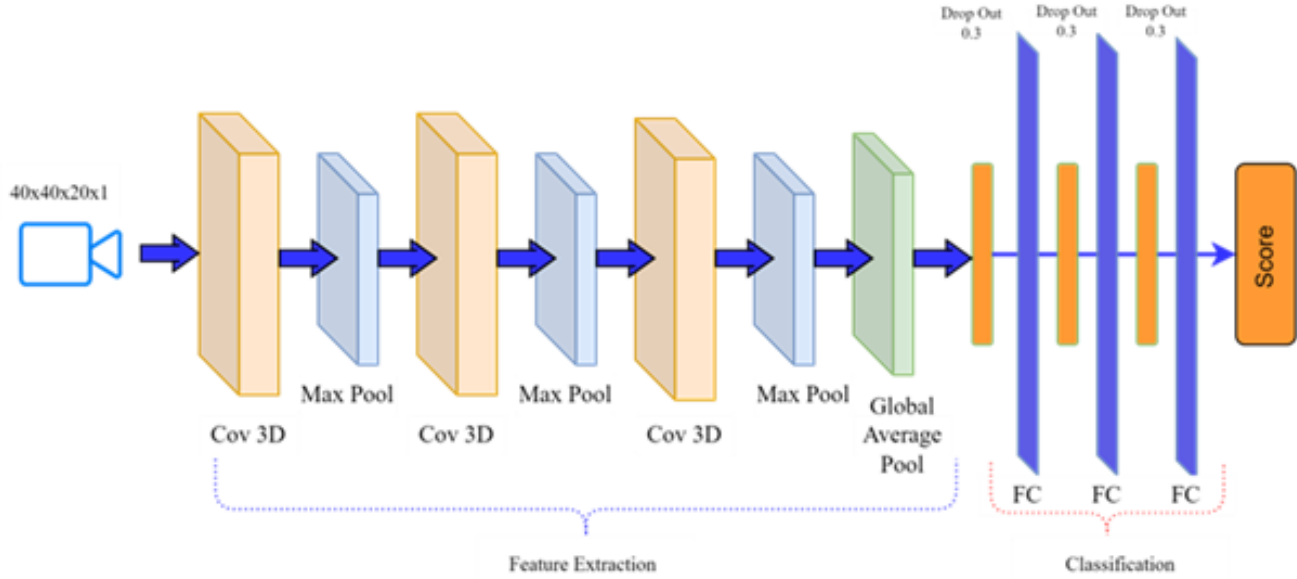 Drop Out
0.3
Drop Out
0.3
Drop Out
0.3
40x40x20x1
Score
Max Pool
Max Pool
Max Pool
Cov 3D
Cov 3D
Cov 3D
Global
Average
Pool
FC
FC
FC
Feature Extraction
Classification